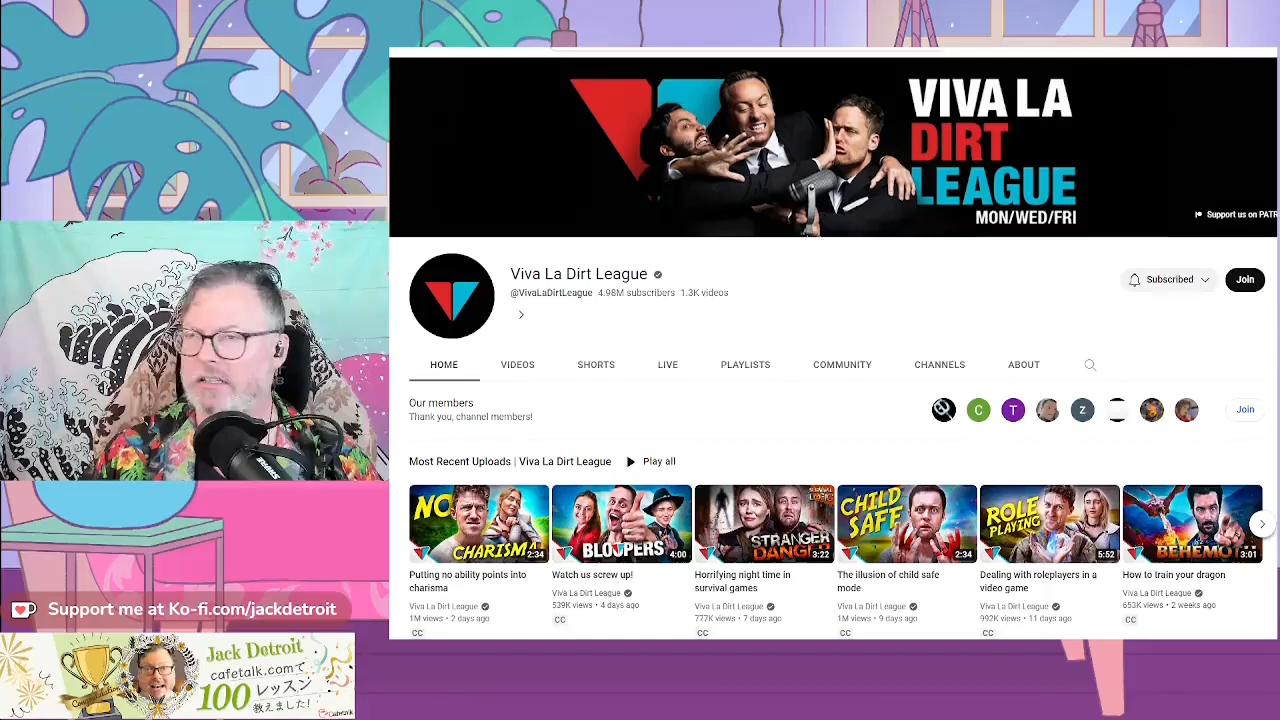 VIVA LA
DIRT
LEAGUE
MON/WED/FRI
Support us on PATR
Viva La Dirt League
@VivaLaDirtLeague 4.98M subscribers 1.3K videos
Subscribed
Join
HOME
VIDEOS
SHORTS
LIVE
PLAYLISTS
COMMUNITY
CHANNELS
ABOUT
Our members
Thank you, channel members!
C
T
Z
Join
Most Recent Uploads | Viva La Dirt League
Play all
NO
CHARISMA
2:34
BLOOPERS
4:00
SURVIVAL
LOGIC
STRANGER
DANGER
3:22
CHILD
SAFE
2:34
ROLE
PLAYING
5:52
BEHEMO
3:01
Putting no ability points into
charisma
Viva La Dirt League
1M views • 2 days ago
CC
Watch us screw up!
Viva La Dirt League
539K views • 4 days ago
CC
Horrifying night time in
survival games
Viva La Dirt League
777K views • 7 days ago
CC
The illusion of child safe
mode
Viva La Dirt League
1M views • 9 days ago
CC
Dealing with roleplayers in a
video game
Viva La Dirt League
992K views • 11 days ago
CC
How to train your dragon
Viva La Dirt League
653K views • 2 weeks ago
CC
Support me at Ko-fi.com/jackdetroit
Jack Detroit
cafetalk.comで
100レッスン
教えました!
Cafetalk